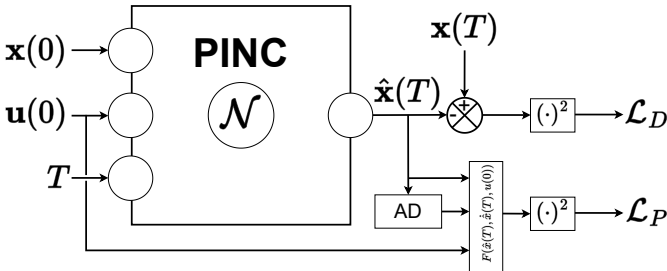 𝐱(T)
𝐱(0)
PINC
𝐱̂(T)
𝐮(0)
𝒩
+
-
(·)²
ℒ_D
T
AD
F(x̂(T), ẋ̂(T), u(0))
(·)²
ℒ_P